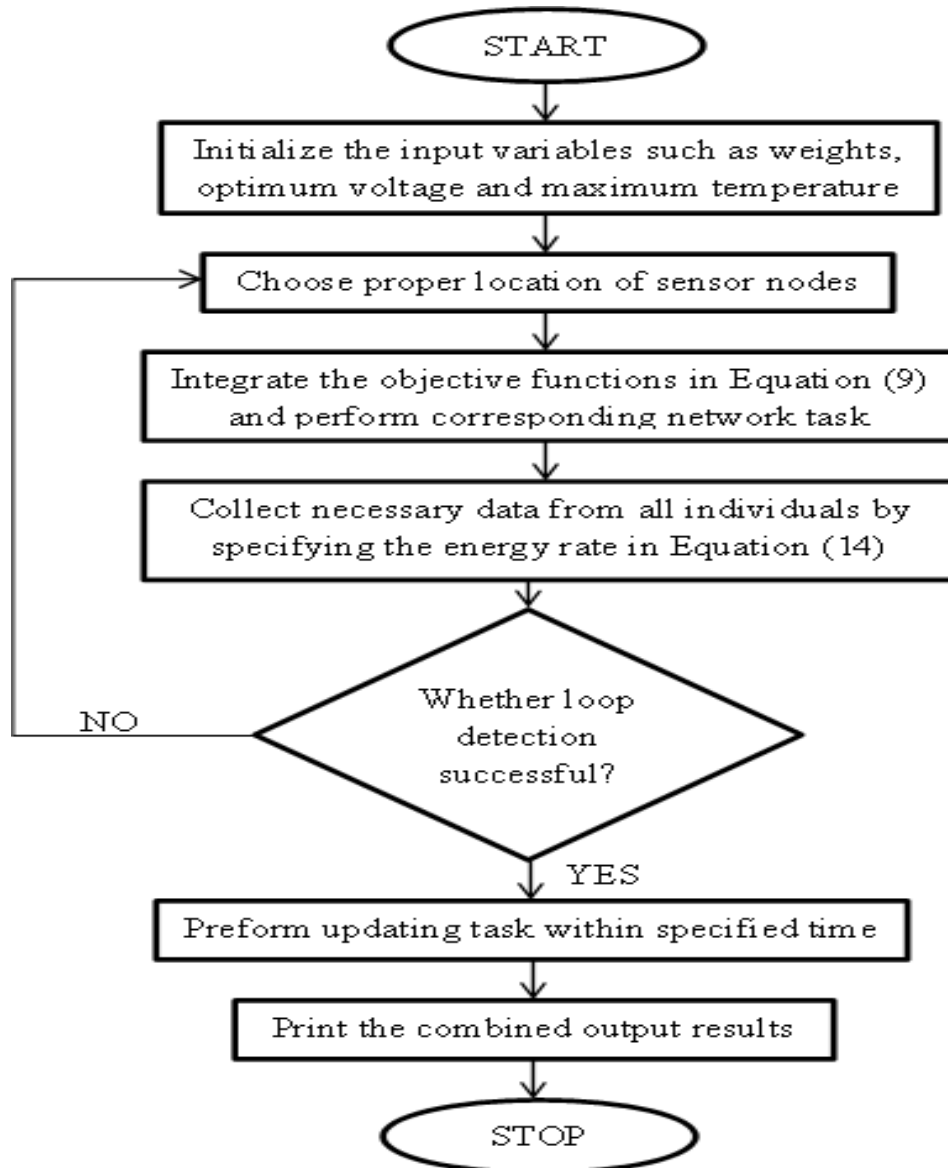 START
Initialize the input variables such as weights,
optimum voltage and maximum temperature
Choose proper location of sensor nodes
Integrate the objective functions in Equation (9)
and perform corresponding network task
Collect necessary data from all individuals by
specifying the energy rate in Equation (14)
Whether loop
detection
successful?
NO
YES
Preform updating task within specified time
Print the combined output results
STOP